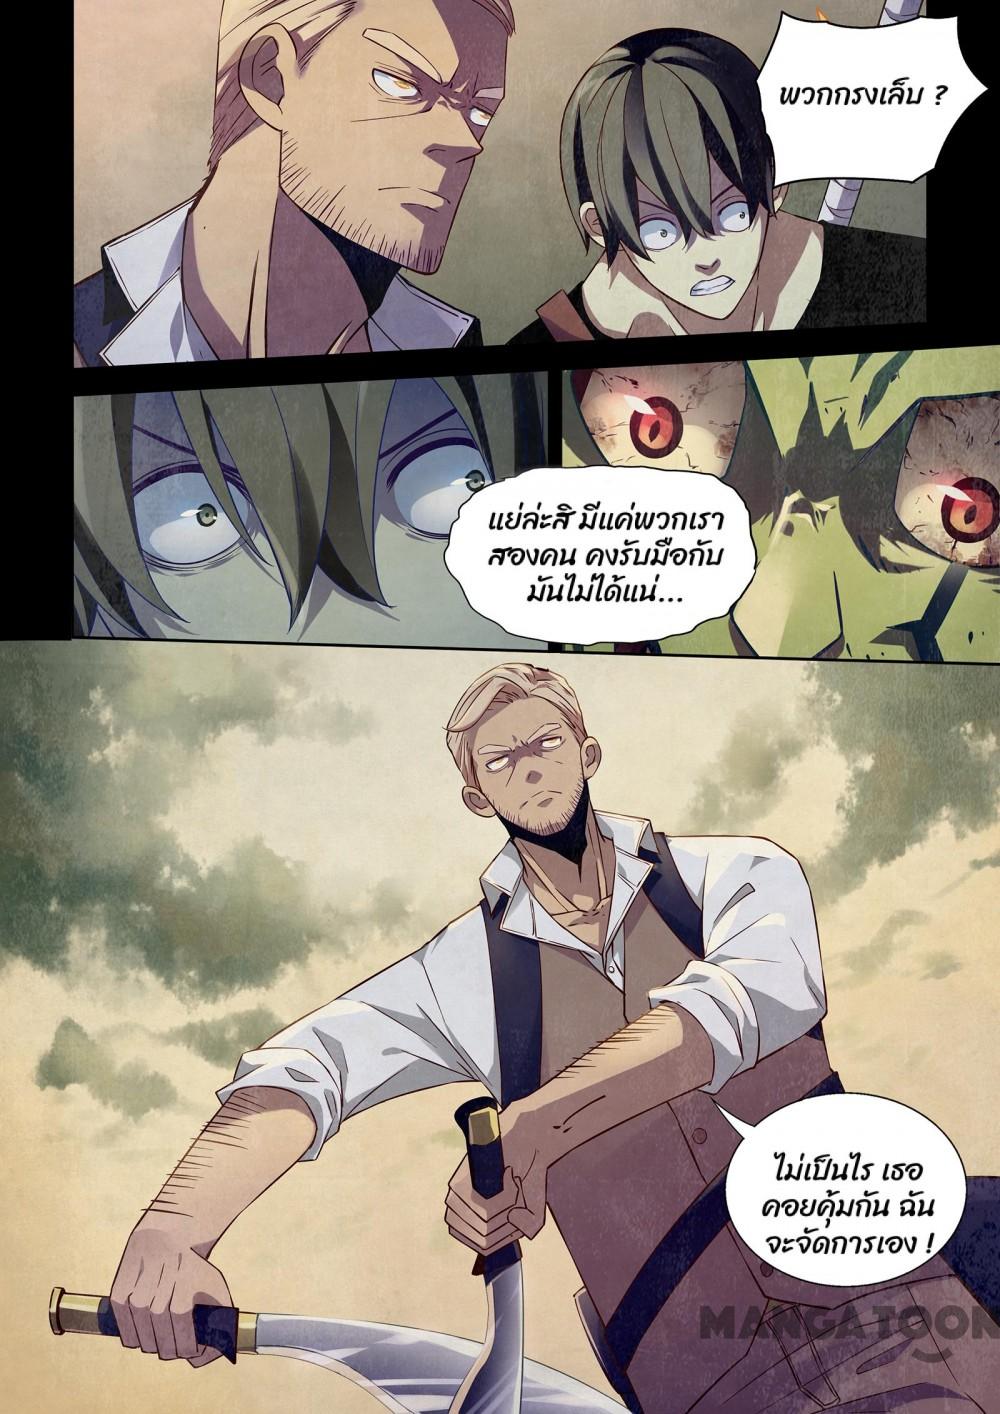 พวกกรงเล็บ ?
แย่ล่ะสิ มีแค่พวกเรา
สองคน คงรับมือกับ
มันไม่ได้แน่...
ไม่เป็นไร เธอ
คอยคุ้มกัน ฉัน
จะจัดการเอง !
MANGATOON